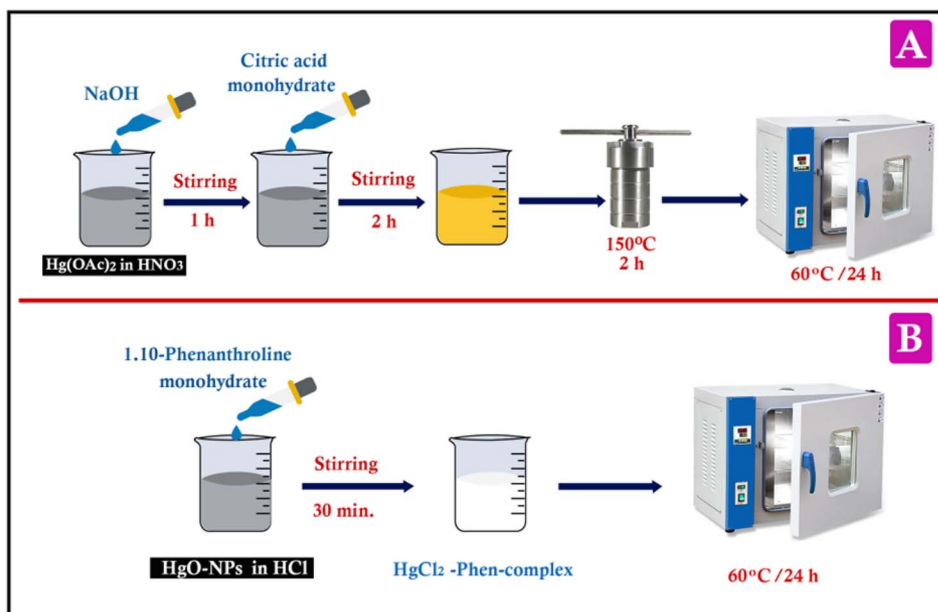 A
NaOH
Citric acid
monohydrate
Stirring
1 h
Stirring
2 h
Hg(OAc)2 in HNO3
150ºC
2 h
60ºC /24 h
B
1.10-Phenanthroline
monohydrate
Stirring
30 min.
HgO-NPs in HCl
HgCl₂ -Phen-complex
60ºC /24 h